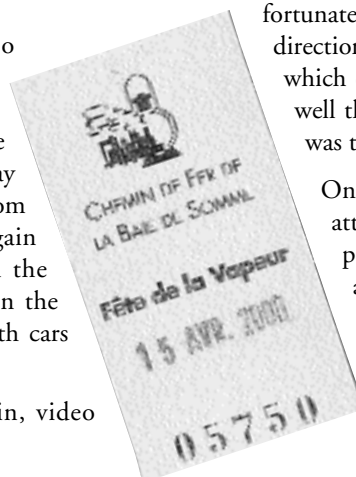 o
e
ay
om
gain
the
n the
th cars
in, video
CHEMIN DE FER DE
LA BAIE DE SOMME
Fête de la Vapeur
15 AVR. 2000
05750
fortunate
direction
which
well th
was t
On
att
p
a